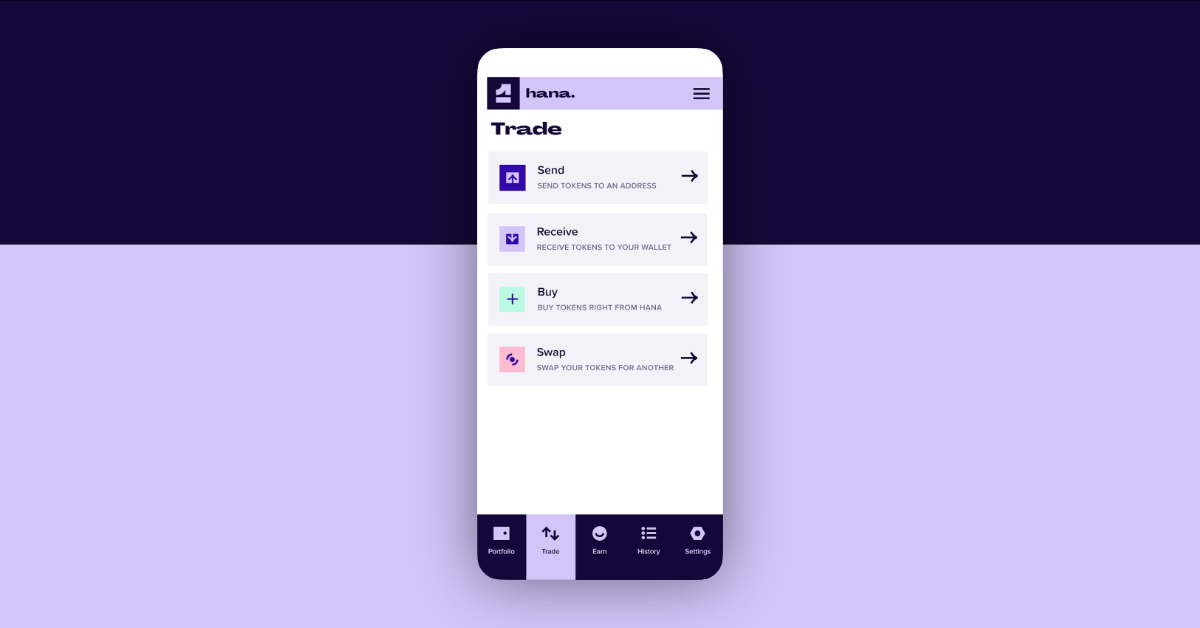 hana.
Trade
Send
SEND TOKENS TO AN ADDRESS
Receive
RECEIVE TOKENS TO YOUR WALLET
Buy
BUY TOKENS RIGHT FROM HANA
Swap
SWAP YOUR TOKENS FOR ANOTHER
Portfolio Trade Earn History Settings